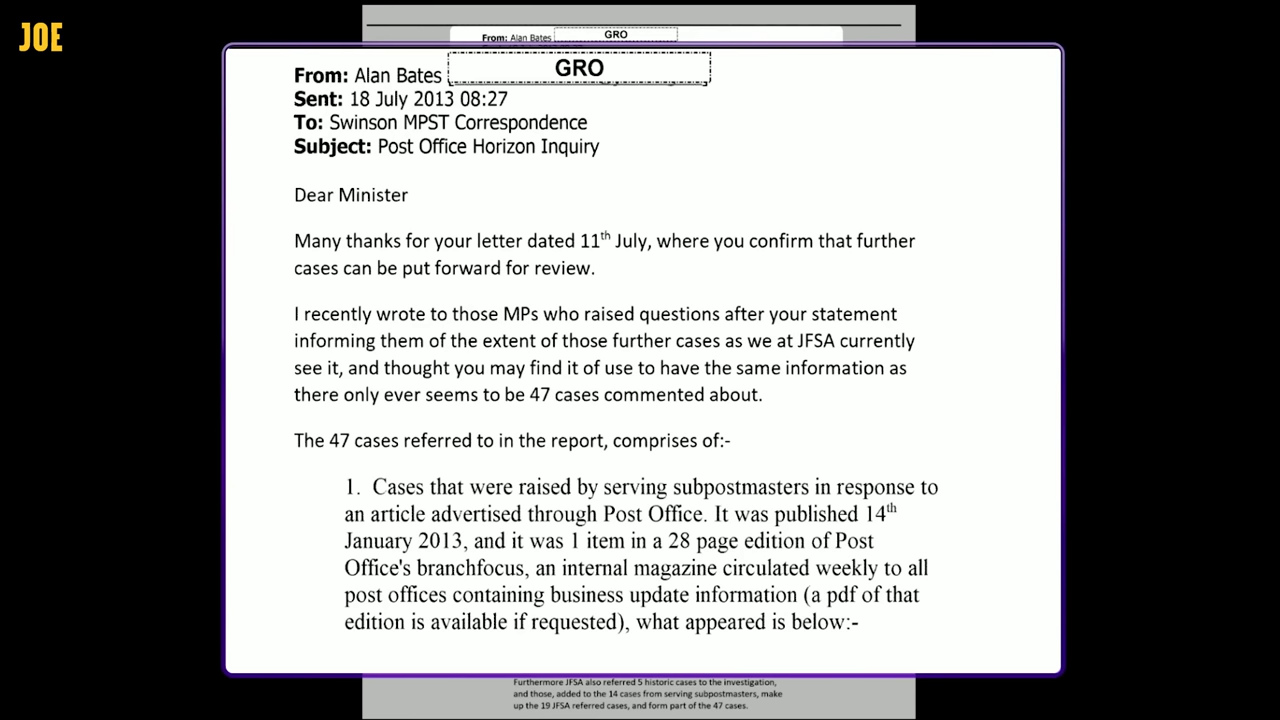 JOE
From: Alan Bates GRO
From: Alan Bates GRO
Sent: 18 July 2013 08:27
To: Swinson MPST Correspondence
Subject: Post Office Horizon Inquiry
Dear Minister
Many thanks for your letter dated 11th July, where you confirm that further
cases can be put forward for review.
I recently wrote to those MPs who raised questions after your statement
informing them of the extent of those further cases as we at JFSA currently
see it, and thought you may find it of use to have the same information as
there only ever seems to be 47 cases commented about.
The 47 cases referred to in the report, comprises of:-
1. Cases that were raised by serving subpostmasters in response to
an article advertised through Post Office. It was published 14th
January 2013, and it was 1 item in a 28 page edition of Post
Office's branchfocus, an internal magazine circulated weekly to all
post offices containing business update information (a pdf of that
edition is available if requested), what appeared is below:-
Furthermore JFSA also referred 5 historic cases to the investigation,
and those, added to the 14 cases from serving subpostmasters, make
up the 19 JFSA referred cases, and form part of the 47 cases.